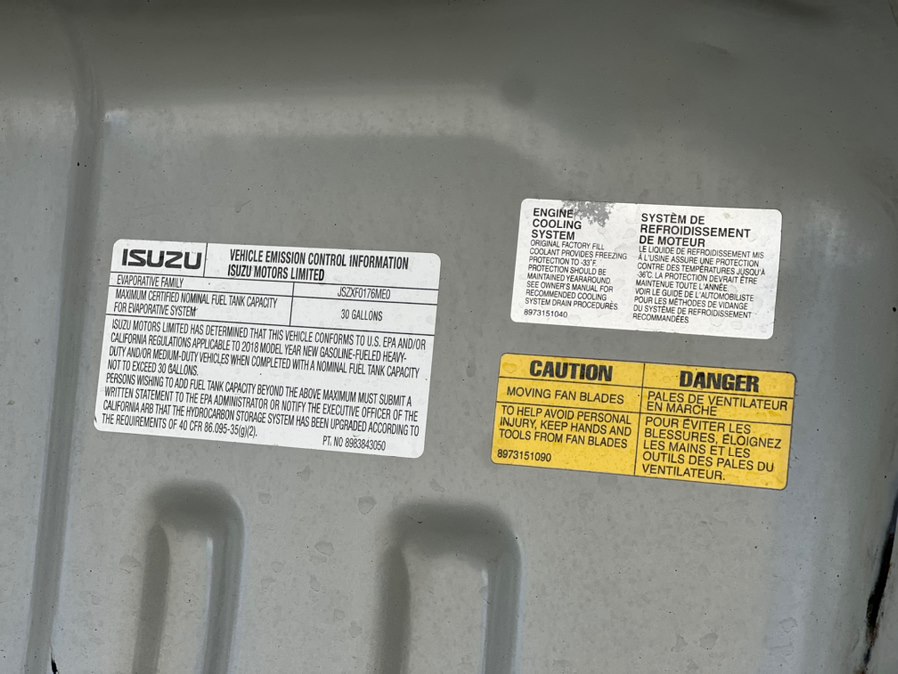 ISUZU
VEHICLE EMISSION CONTROL INFORMATION
ISUZU MOTORS LIMITED
EVAPORATIVE FAMILY
JSZXF0176ME0
MAXIMUM CERTIFIED NOMINAL FUEL TANK CAPACITY
FOR EVAPORATIVE SYSTEM
30 GALLONS
ISUZU MOTORS LIMITED HAS DETERMINED THAT THIS VEHICLE CONFORMS TO U.S. EPA AND/OR
CALIFORNIA REGULATIONS APPLICABLE TO 2018 MODEL YEAR NEW GASOLINE-FUELED HEAVY-
DUTY AND/OR MEDIUM-DUTY VEHICLES WHEN COMPLETED WITH A NOMINAL FUEL TANK CAPACITY
NOT TO EXCEED 30 GALLONS.
PERSONS WISHING TO ADD FUEL TANK CAPACITY BEYOND THE ABOVE MAXIMUM MUST SUBMIT A
WRITTEN STATEMENT TO THE EPA ADMINISTRATOR OR NOTIFY THE EXECUTIVE OFFICER OF THE
CALIFORNIA ARB THAT THE HYDROCARBON STORAGE SYSTEM HAS BEEN UPGRADED ACCORDING TO
THE REQUIREMENTS OF 40 CFR 86.095-35(g)(2).
PT. NO 8983843050
ENGINE
COOLING
SYSTEM
ORIGINAL FACTORY FILL
COOLANT PROVIDES FREEZING
PROTECTION TO -33°F.
PROTECTION SHOULD BE
MAINTAINED YEARAROUND.
SEE OWNER'S MANUAL FOR
RECOMMENDED COOLING
SYSTEM DRAIN PROCEDURES
8973151040
SYSTÈM DE
REFROIDISSEMENT
DE MOTEUR
LE LIQUIDE DE REFROIDISSEMENT MIS
À L'USINE ASSURE UNE PROTECTION
CONTRE DES TEMPÉRATURES JUSQU'À
-36°C. LA PROTECTION DEVRAIT ÊTRE
MAINTENUE TOUTE L'ANNÉE.
VOIR LE GUIDE DE L'AUTOMOBILISTE
POUR LES MÉTHODES DE VIDANGE
DU SYSTÈME DE REFROIDISSEMENT
RECOMMANDÉES.
CAUTION
MOVING FAN BLADES
TO HELP AVOID PERSONAL
INJURY, KEEP HANDS AND
TOOLS FROM FAN BLADES
8973151090
DANGER
PALES DE VENTILATEUR
EN MARCHE
POUR ÉVITER LES
BLESSURES, ÉLOIGNEZ
LES MAINS ET LES
OUTILS DES PALES DU
VENTILATEUR.